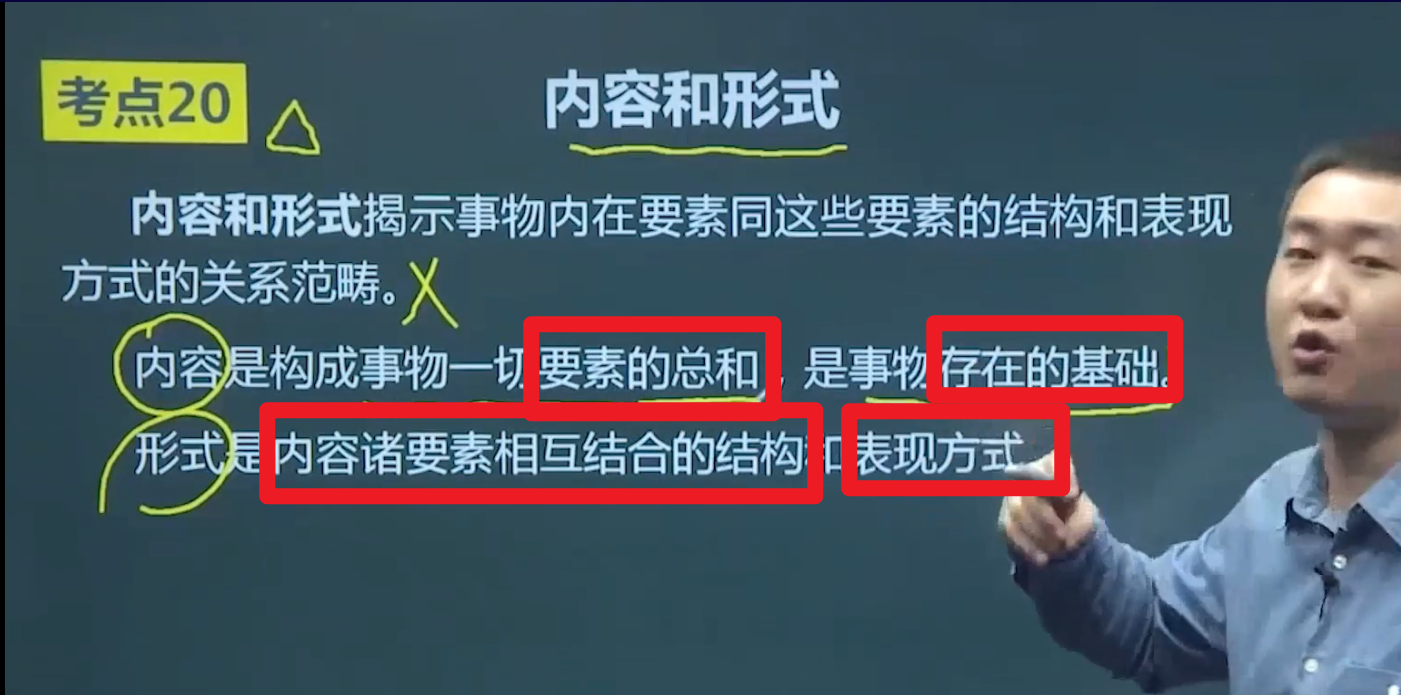 考点20
内容和形式
内容和形式揭示事物内在要素同这些要素的结构和表现
方式的关系范畴。
内容是构成事物一切要素的总和，是事物存在的基础。
形式是内容诸要素相互结合的结构和表现方式